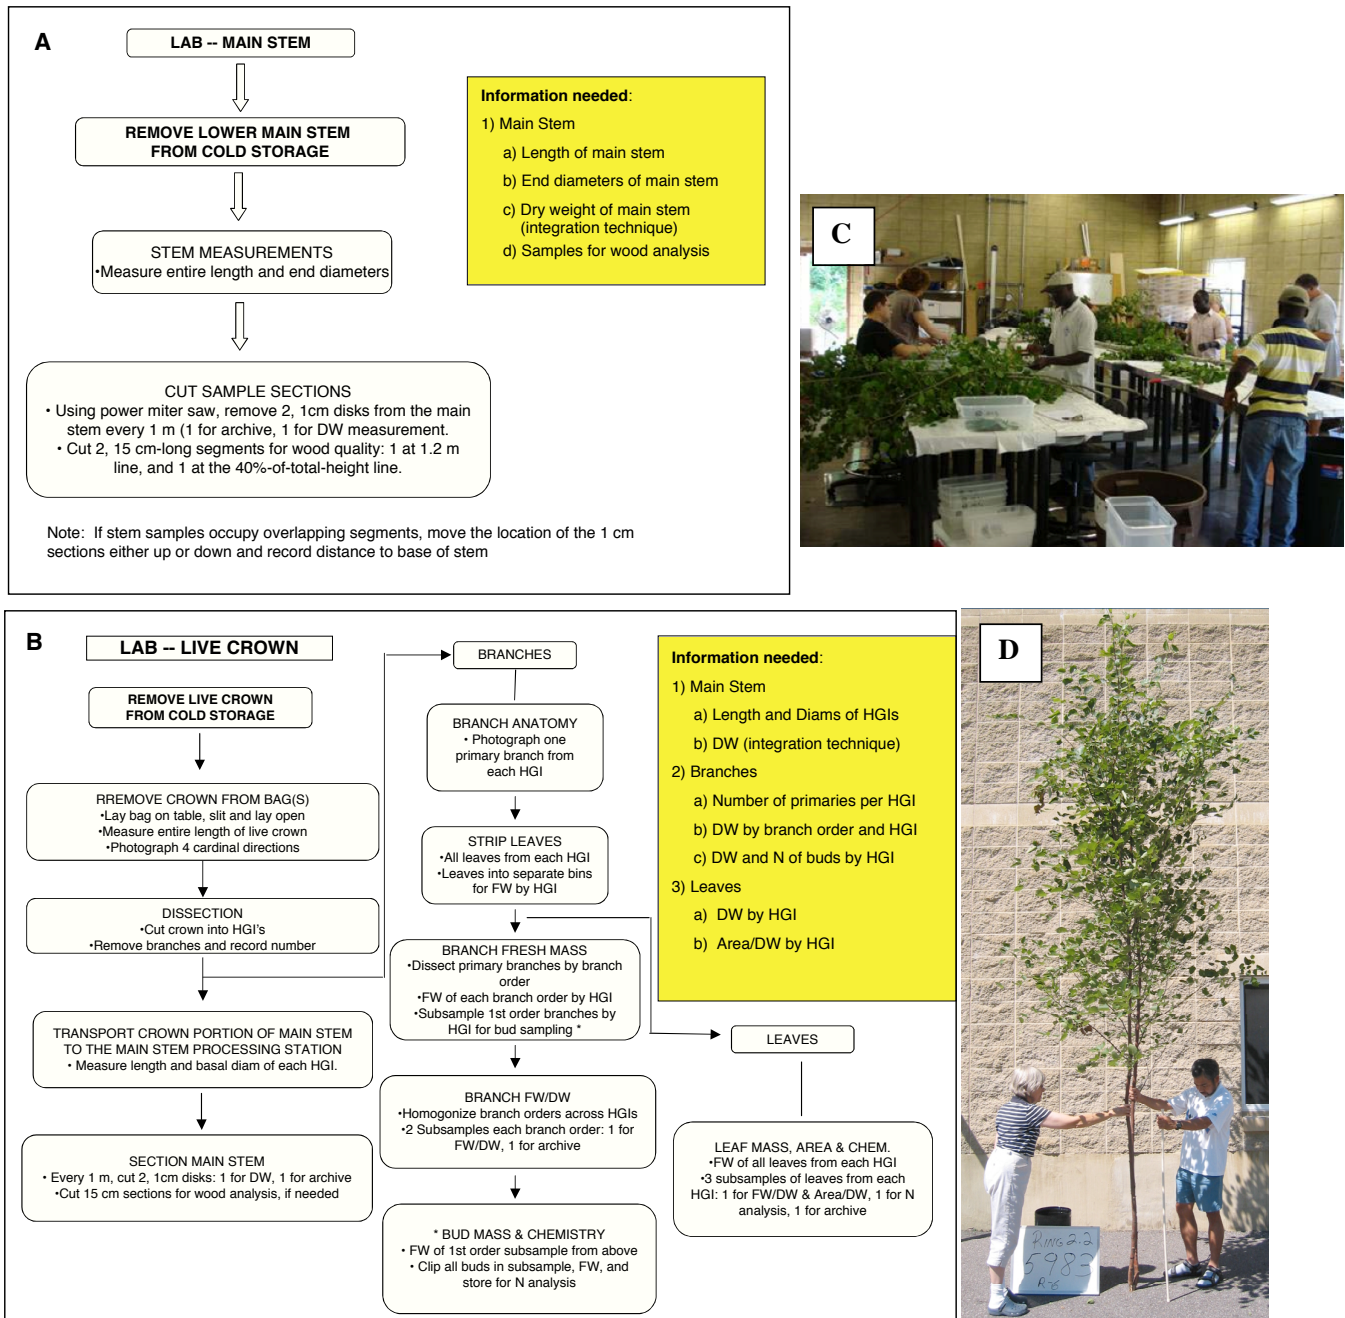 A
LAB -- MAIN STEM
REMOVE LOWER MAIN STEM
FROM COLD STORAGE
STEM MEASUREMENTS
•Measure entire length and end diameters
CUT SAMPLE SECTIONS
• Using power miter saw, remove 2, 1cm disks from the main
stem every 1 m (1 for archive, 1 for DW measurement.
• Cut 2, 15 cm-long segments for wood quality: 1 at 1.2 m
line, and 1 at the 40%-of-total-height line.
Note: If stem samples occupy overlapping segments, move the location of the 1 cm
sections either up or down and record distance to base of stem
Information needed:
1) Main Stem
a) Length of main stem
b) End diameters of main stem
c) Dry weight of main stem
(integration technique)
d) Samples for wood analysis
C
B
LAB -- LIVE CROWN
REMOVE LIVE CROWN
FROM COLD STORAGE
RREMOVE CROWN FROM BAG(S)
• Lay bag on table, slit and lay open
•Measure entire length of live crown
• Photograph 4 cardinal directions
DISSECTION
•Cut crown into HGI's
• Remove branches and record number
TRANSPORT CROWN PORTION OF MAIN STEM
TO THE MAIN STEM PROCESSING STATION
• Measure length and basal diam of each HGI.
SECTION MAIN STEM
• Every 1 m, cut 2, 1cm disks: 1 for DW, 1 for archive
•Cut 15 cm sections for wood analysis, if needed
BRANCHES
BRANCH ANATOMY
• Photograph one
primary branch from
each HGI
STRIP LEAVES
•All leaves from each HGI
•Leaves into separate bins
for FW by HGI
BRANCH FRESH MASS
•Dissect primary branches by branch
order
•FW of each branch order by HGI
•Subsample 1st order branches by
HGI for bud sampling *
BRANCH FW/DW
•Homogonize branch orders across HGIs
•2 Subsamples each branch order: 1 for
FW/DW, 1 for archive
* BUD MASS & CHEMISTRY
• FW of 1st order subsample from above
• Clip all buds in subsample, FW, and
store for N analysis
Information needed:
1) Main Stem
a) Length and Diams of HGIs
b) DW (integration technique)
2) Branches
a) Number of primaries per HGI
b) DW by branch order and HGI
c) DW and N of buds by HGI
3) Leaves
a) DW by HGI
b) Area/DW by HGI
LEAVES
LEAF MASS, AREA & CHEM.
•FW of all leaves from each HGI
•3 subsamples of leaves from each
HGI: 1 for FW/DW & Area/DW, 1 for N
analysis, 1 for archive
D
RING 2.2
5983
R-6